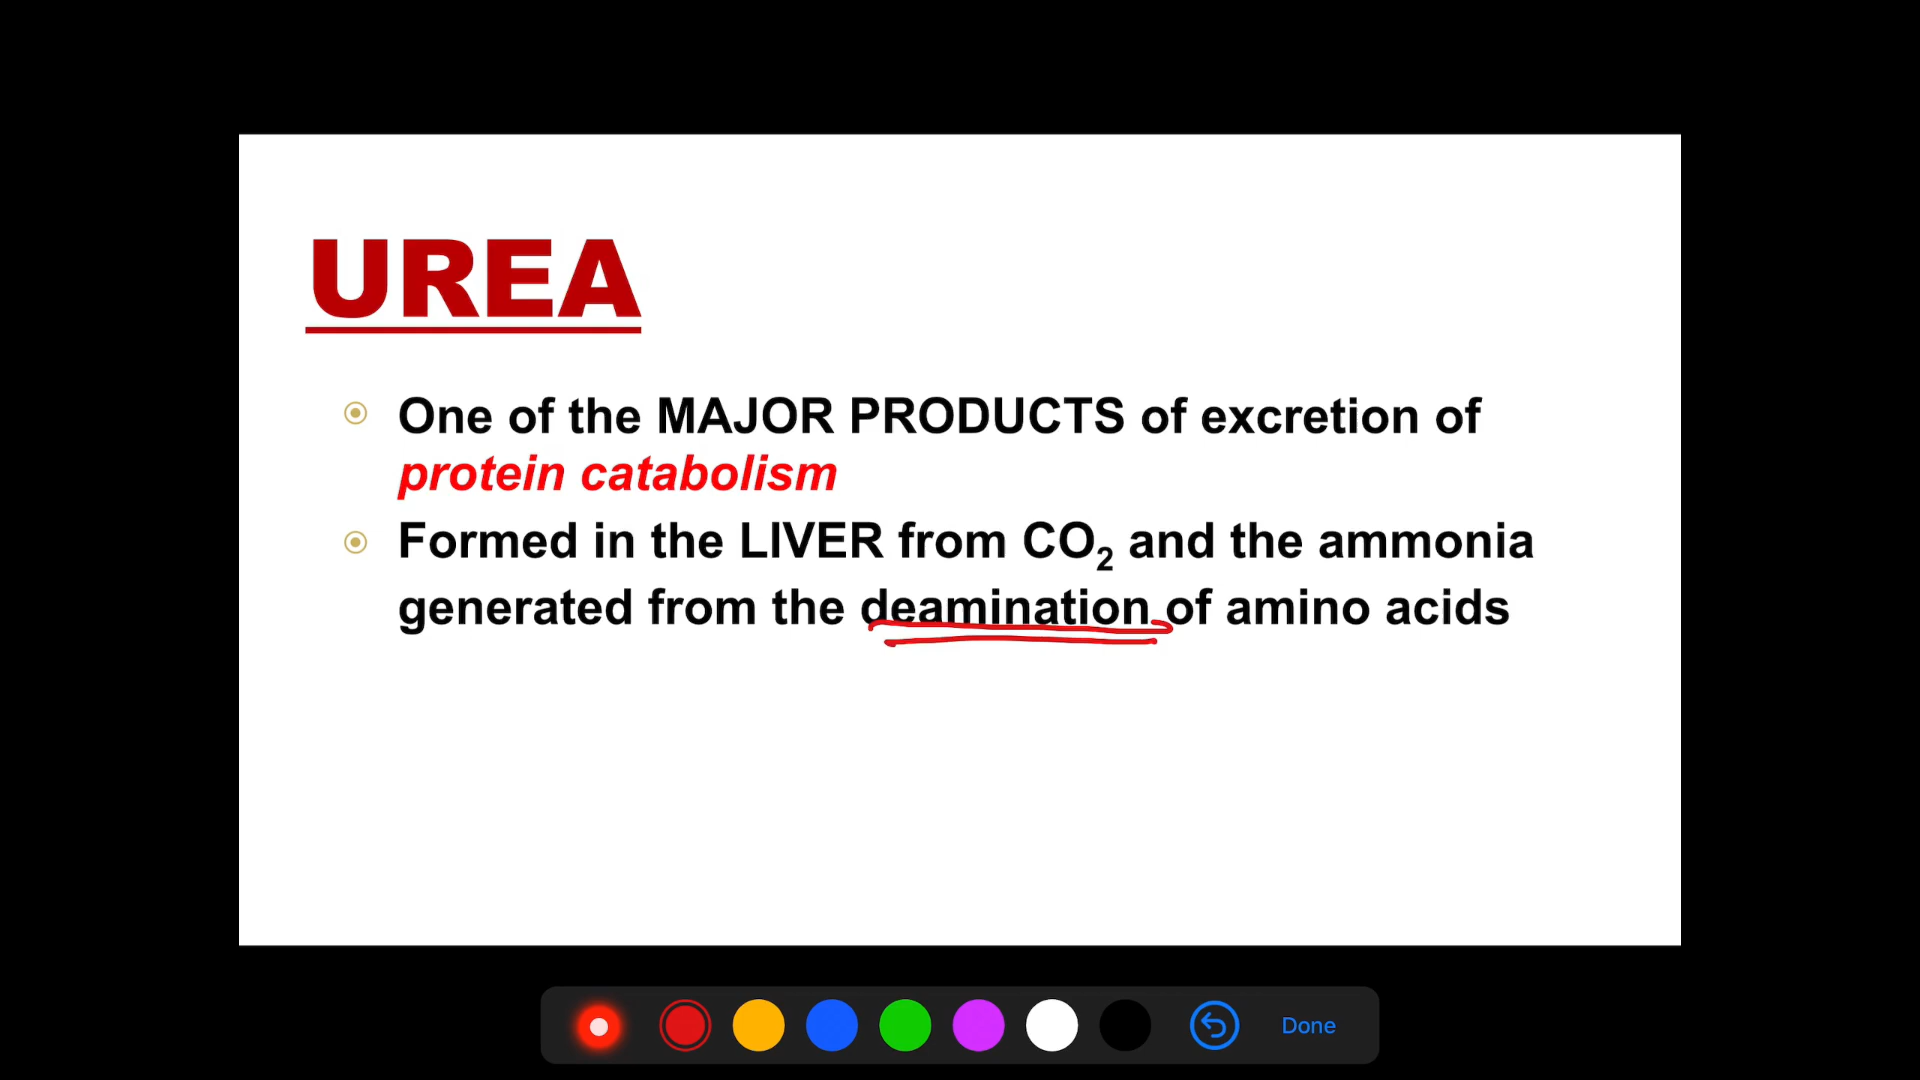 UREA
One of the MAJOR PRODUCTS of excretion of
protein catabolism
Formed in the LIVER from CO₂ and the ammonia
generated from the deamination of amino acids
Done